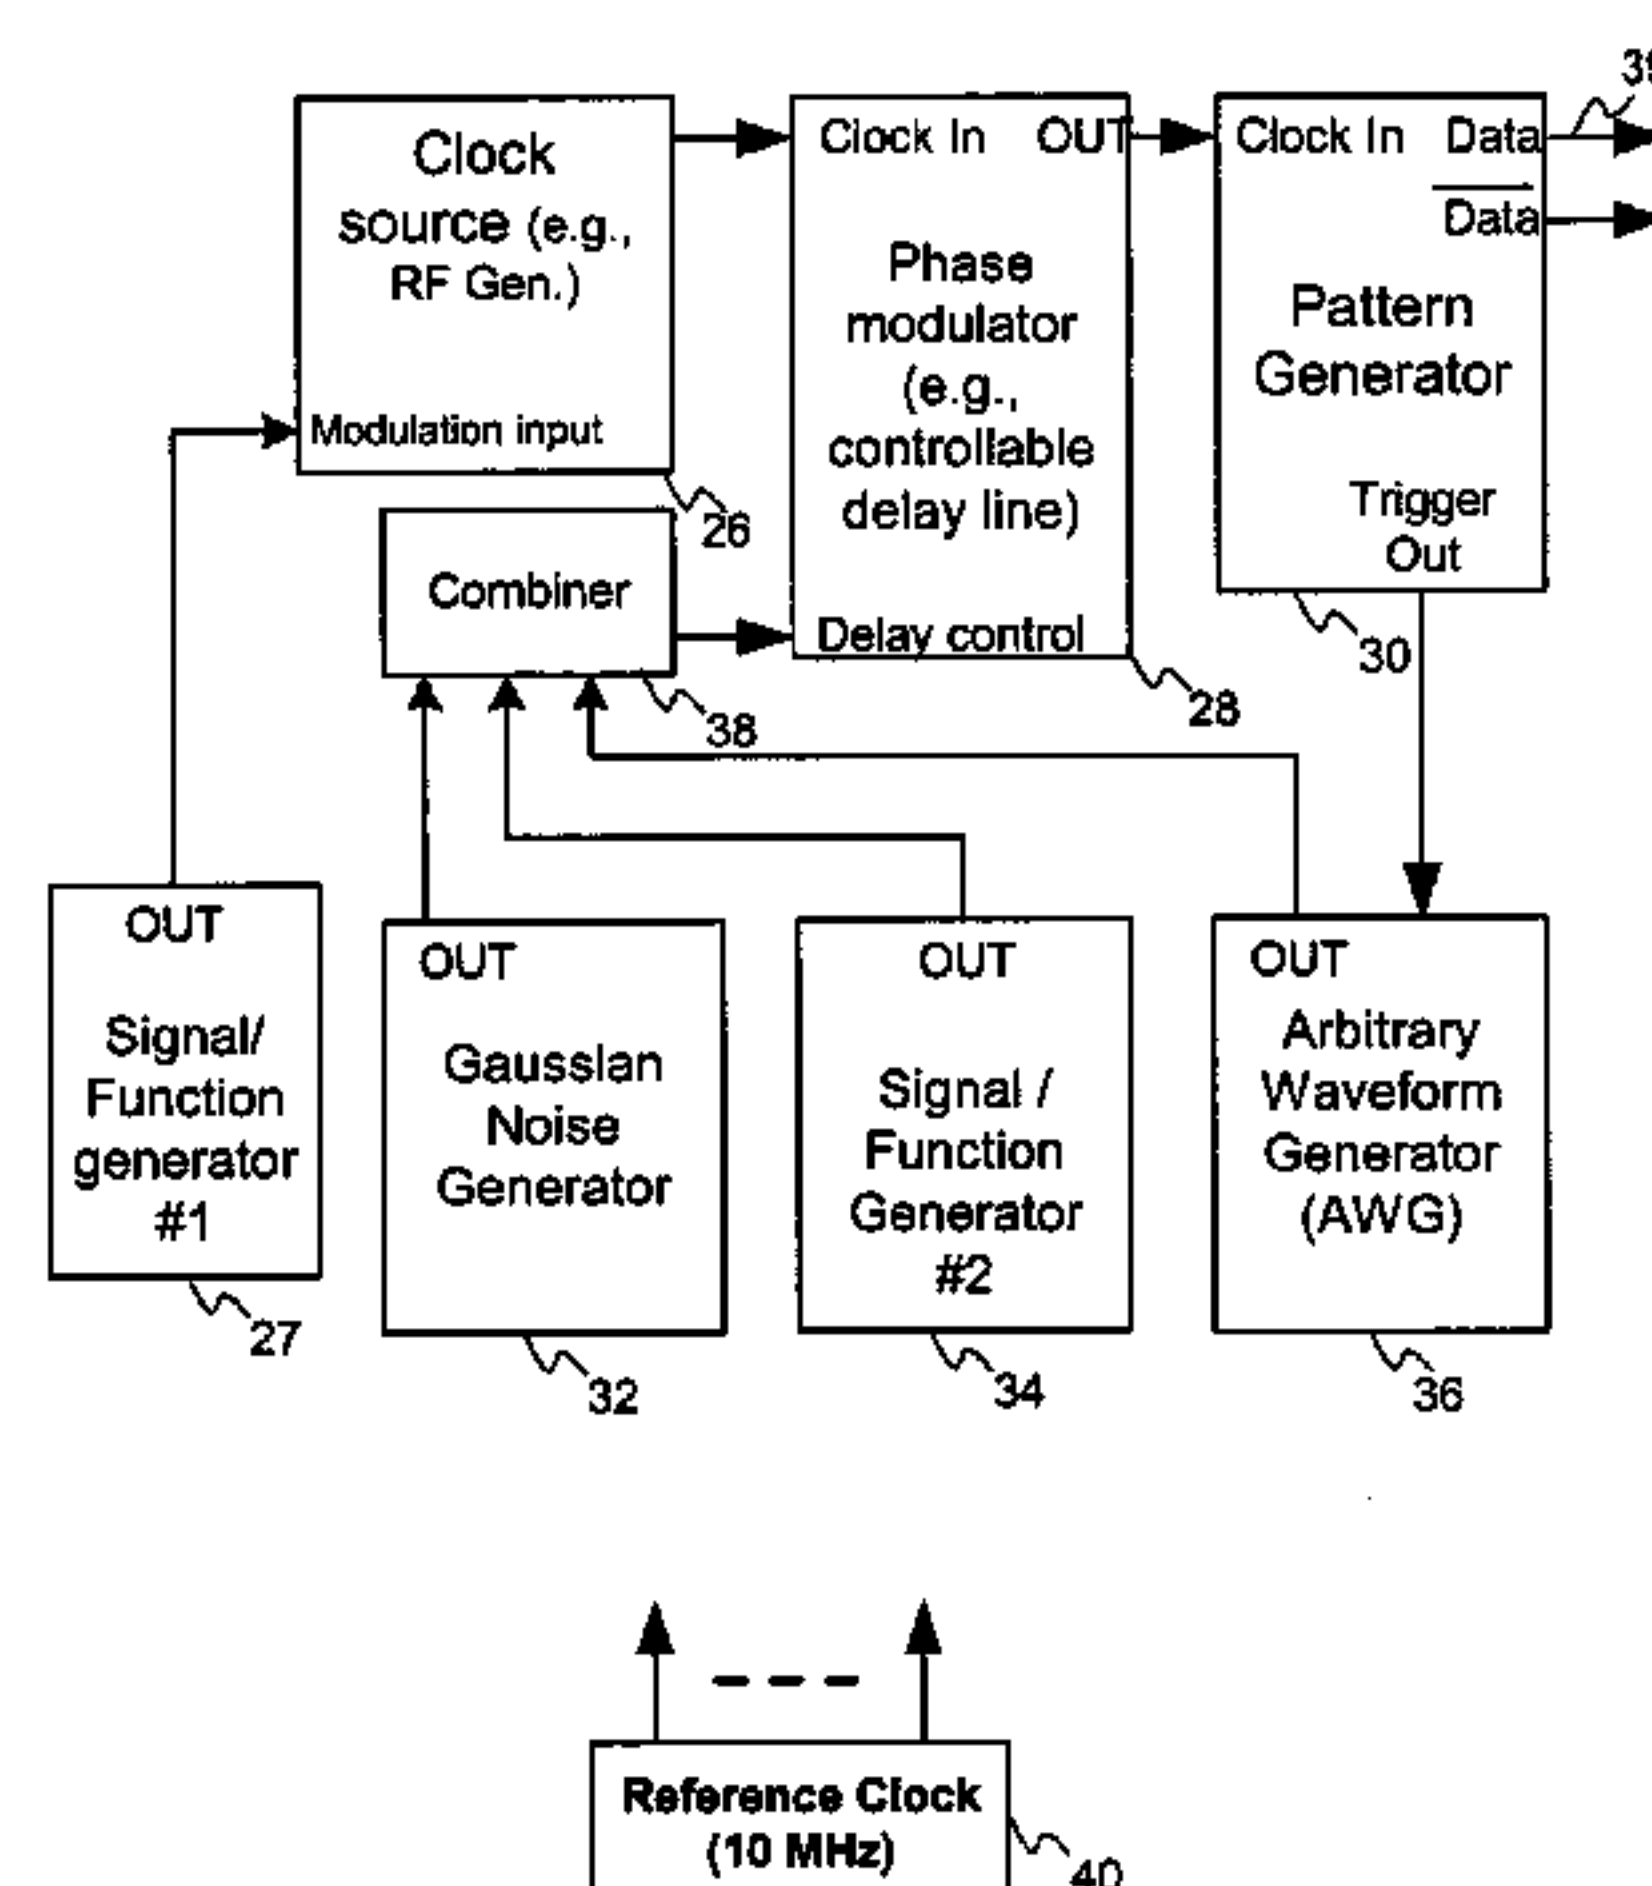 Clock
source (e.g.,
RF Gen.)
Modulation input
26
Clock In OUT
Phase
modulator
(e.g.,
controllable
delay line)
Delay control
28
Clock In Data
Data
Pattern
Generator
Trigger
Out
30
Combiner
38
OUT
Signal/
Function
generator
#1
27
OUT
Gaussian
Noise
Generator
32
OUT
Signal /
Function
Generator
#2
34
OUT
Arbitrary
Waveform
Generator
(AWG)
36
Reference Clock
(10 MHz)
40